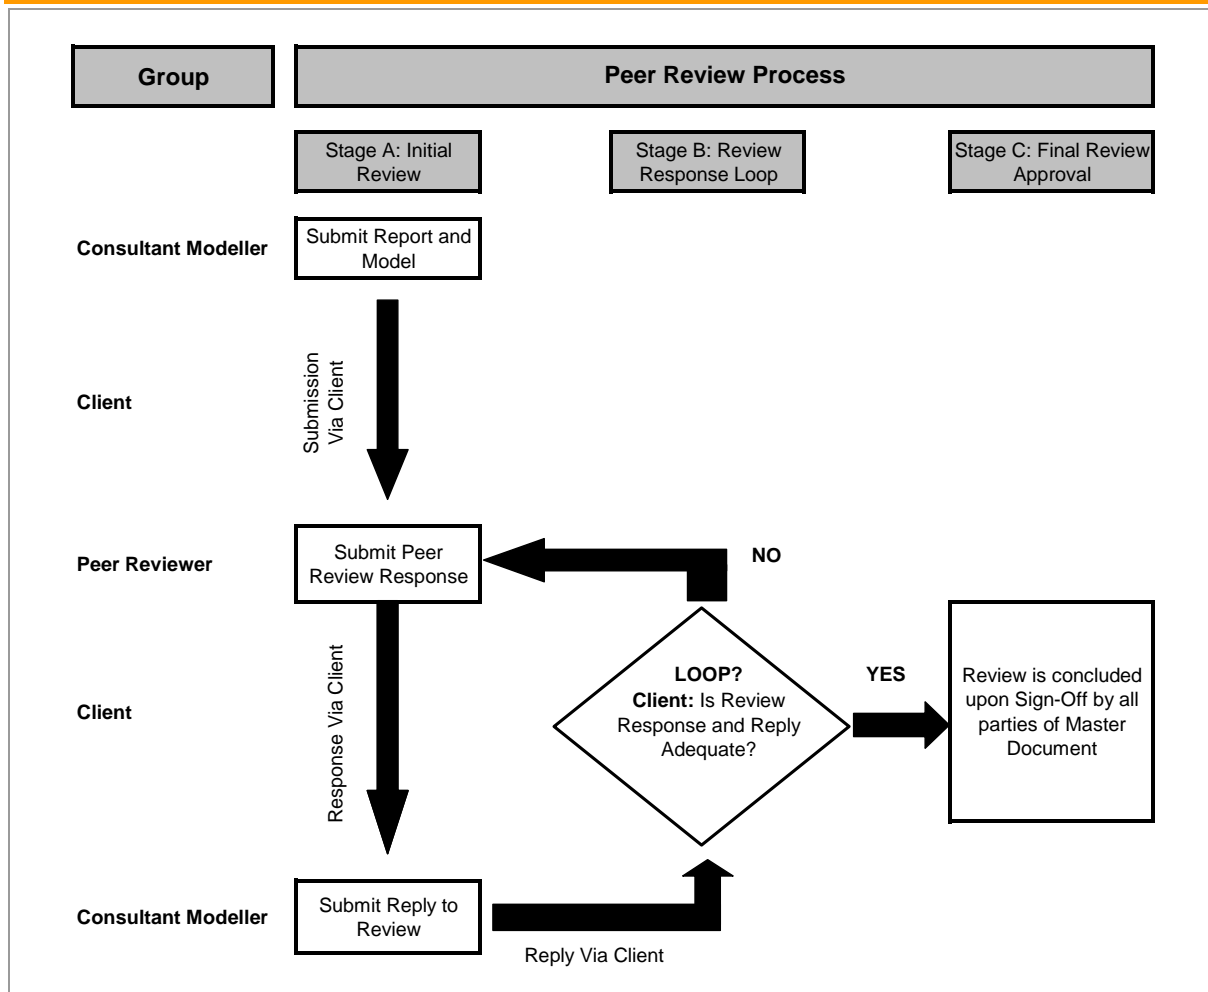 Group
Peer Review Process
Stage A: Initial
Review
Stage B: Review
Response Loop
Stage C: Final Review
Approval
Consultant Modeller
Submit Report and
Model
Client
Submission
Via Client
Peer Reviewer
Submit Peer
Review Response
NO
Client
Response Via Client
LOOP?
Client: Is Review
Response and Reply
Adequate?
YES
Review is concluded
upon Sign-Off by all
parties of Master
Document
Consultant Modeller
Submit Reply to
Review
Reply Via Client